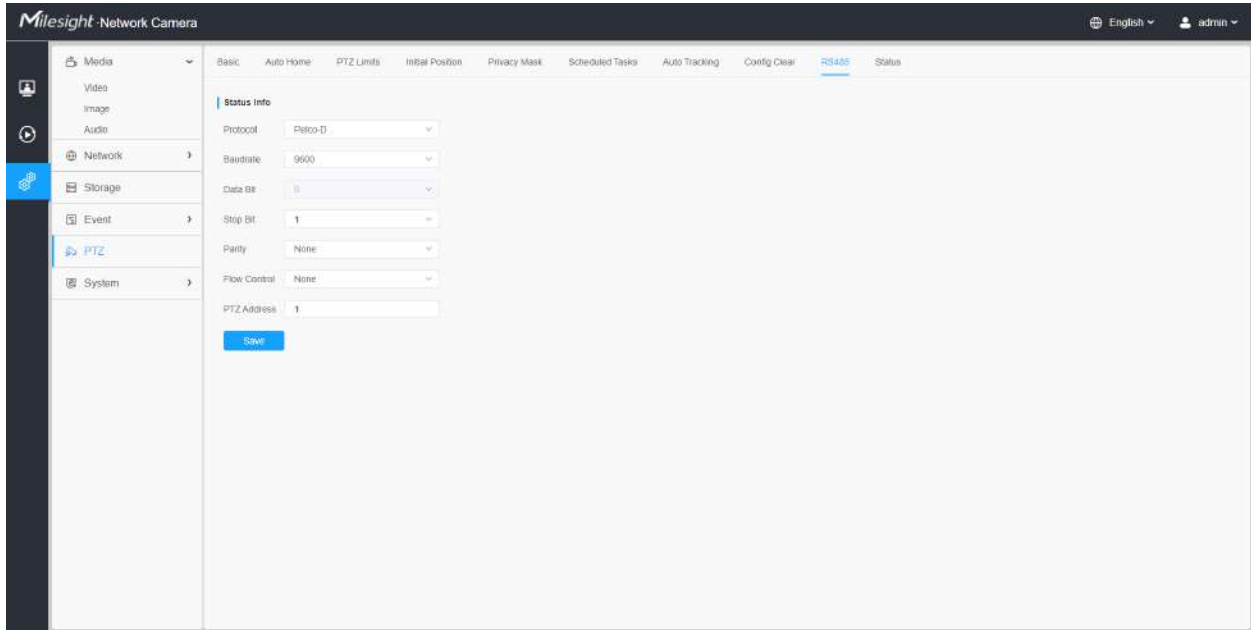 Milesight Network Camera
English
admin
Media
Video
Image
Audio
Network
Storage
Event
PTZ
System
Basic Auto Home PTZ Limits Initial Position Privacy Mask Scheduled Tasks Auto Tracking Config Clear RS485 Status
Status Info
Protocol Pelco-D
Baudrate 9600
Data Bit 8
Stop Bit 1
Parity None
Flow Control None
PTZ Address 1
Save